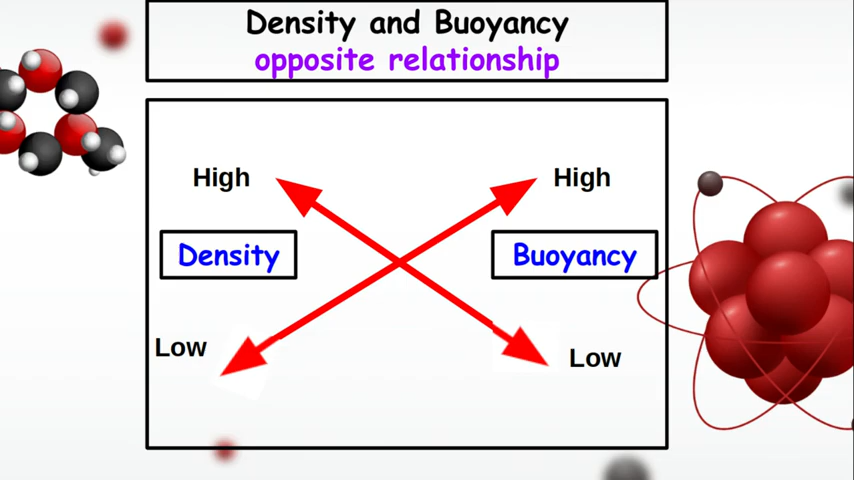 Density and Buoyancy
opposite relationship
High
High
Density
Buoyancy
Low
Low